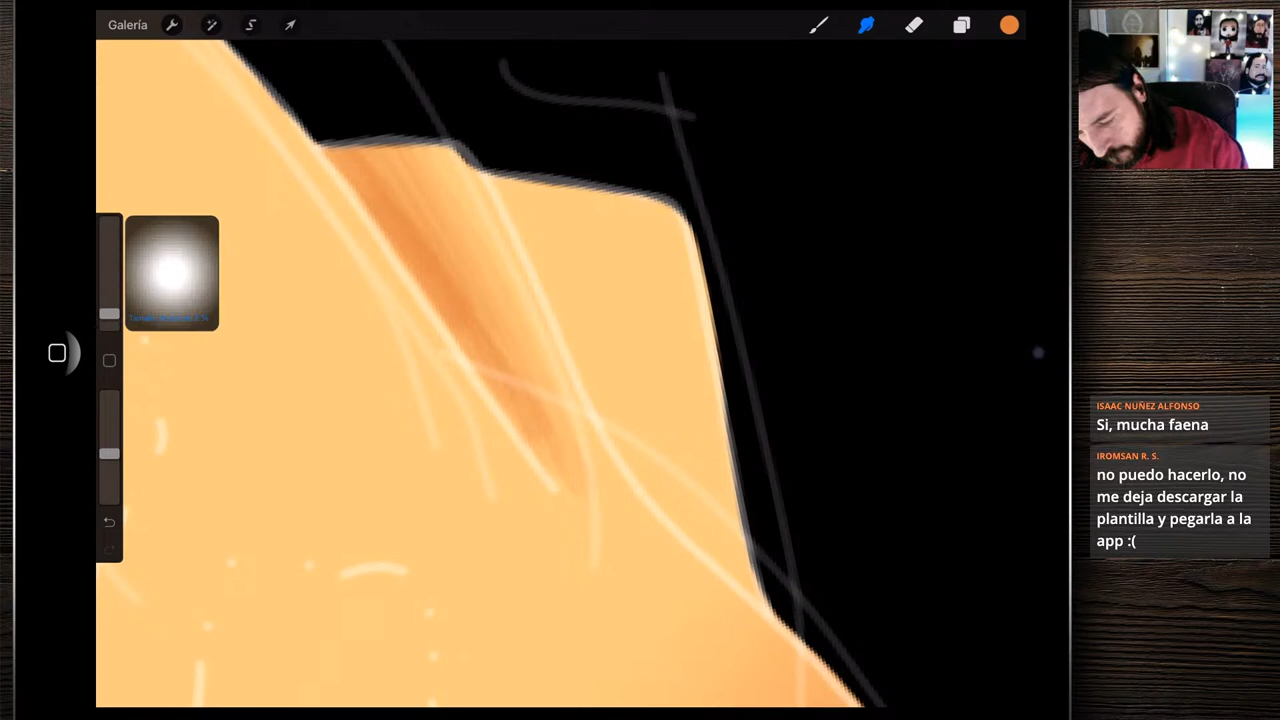 Galería
ISAAC NUÑEZ ALFONSO
Si, mucha faena
IROMSAN R. S.
no puedo hacerlo, no
me deja descargar la
plantilla y pegarla a la
app :(